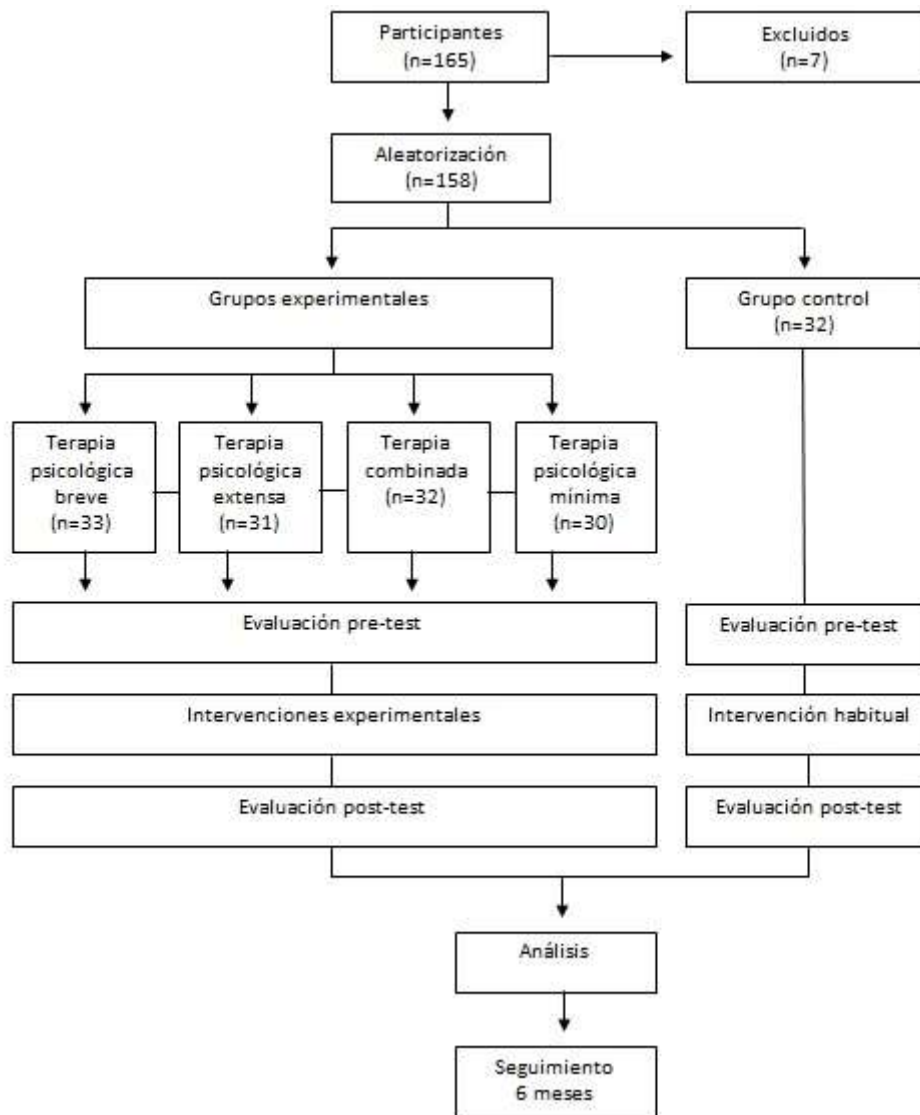 Participantes
(n=165)
Excluidos
(n=7)
Aleatorización
(n=158)
Grupos experimentales
Grupo control
(n=32)
Terapia
psicológica
breve
(n=33)
Terapia
psicológica
extensa
(n=31)
Terapia
combinada
(n=32)
Terapia
psicológica
mínima
(n=30)
Evaluación pre-test
Evaluación pre-test
Intervenciones experimentales
Intervención habitual
Evaluación post-test
Evaluación post-test
Análisis
Seguimiento
6 meses